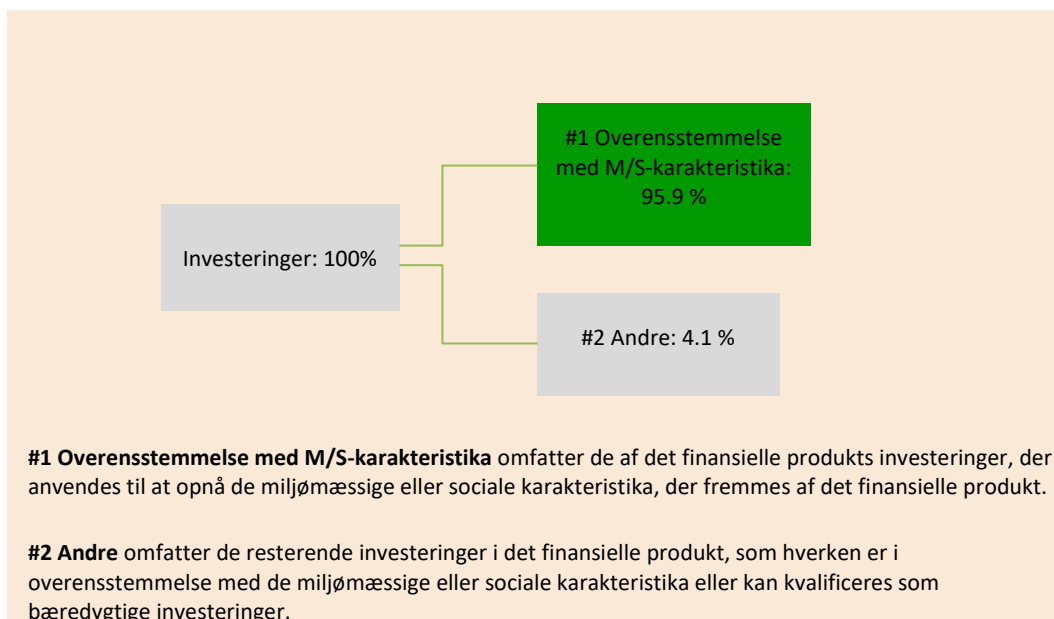 #1 Overensstemmelse
med M/S-karakteristika:
95.9 %
Investeringer: 100%
#2 Andre: 4.1 %
#1 Overensstemmelse med M/S-karakteristika omfatter de af det finansielle produkts investeringer, der
anvendes til at opnå de miljømæssige eller sociale karakteristika, der fremmes af det finansielle produkt.
#2 Andre omfatter de resterende investeringer i det finansielle produkt, som hverken er i
overensstemmelse med de miljømæssige eller sociale karakteristika eller kan kvalificeres som
bæredygtige investeringer.